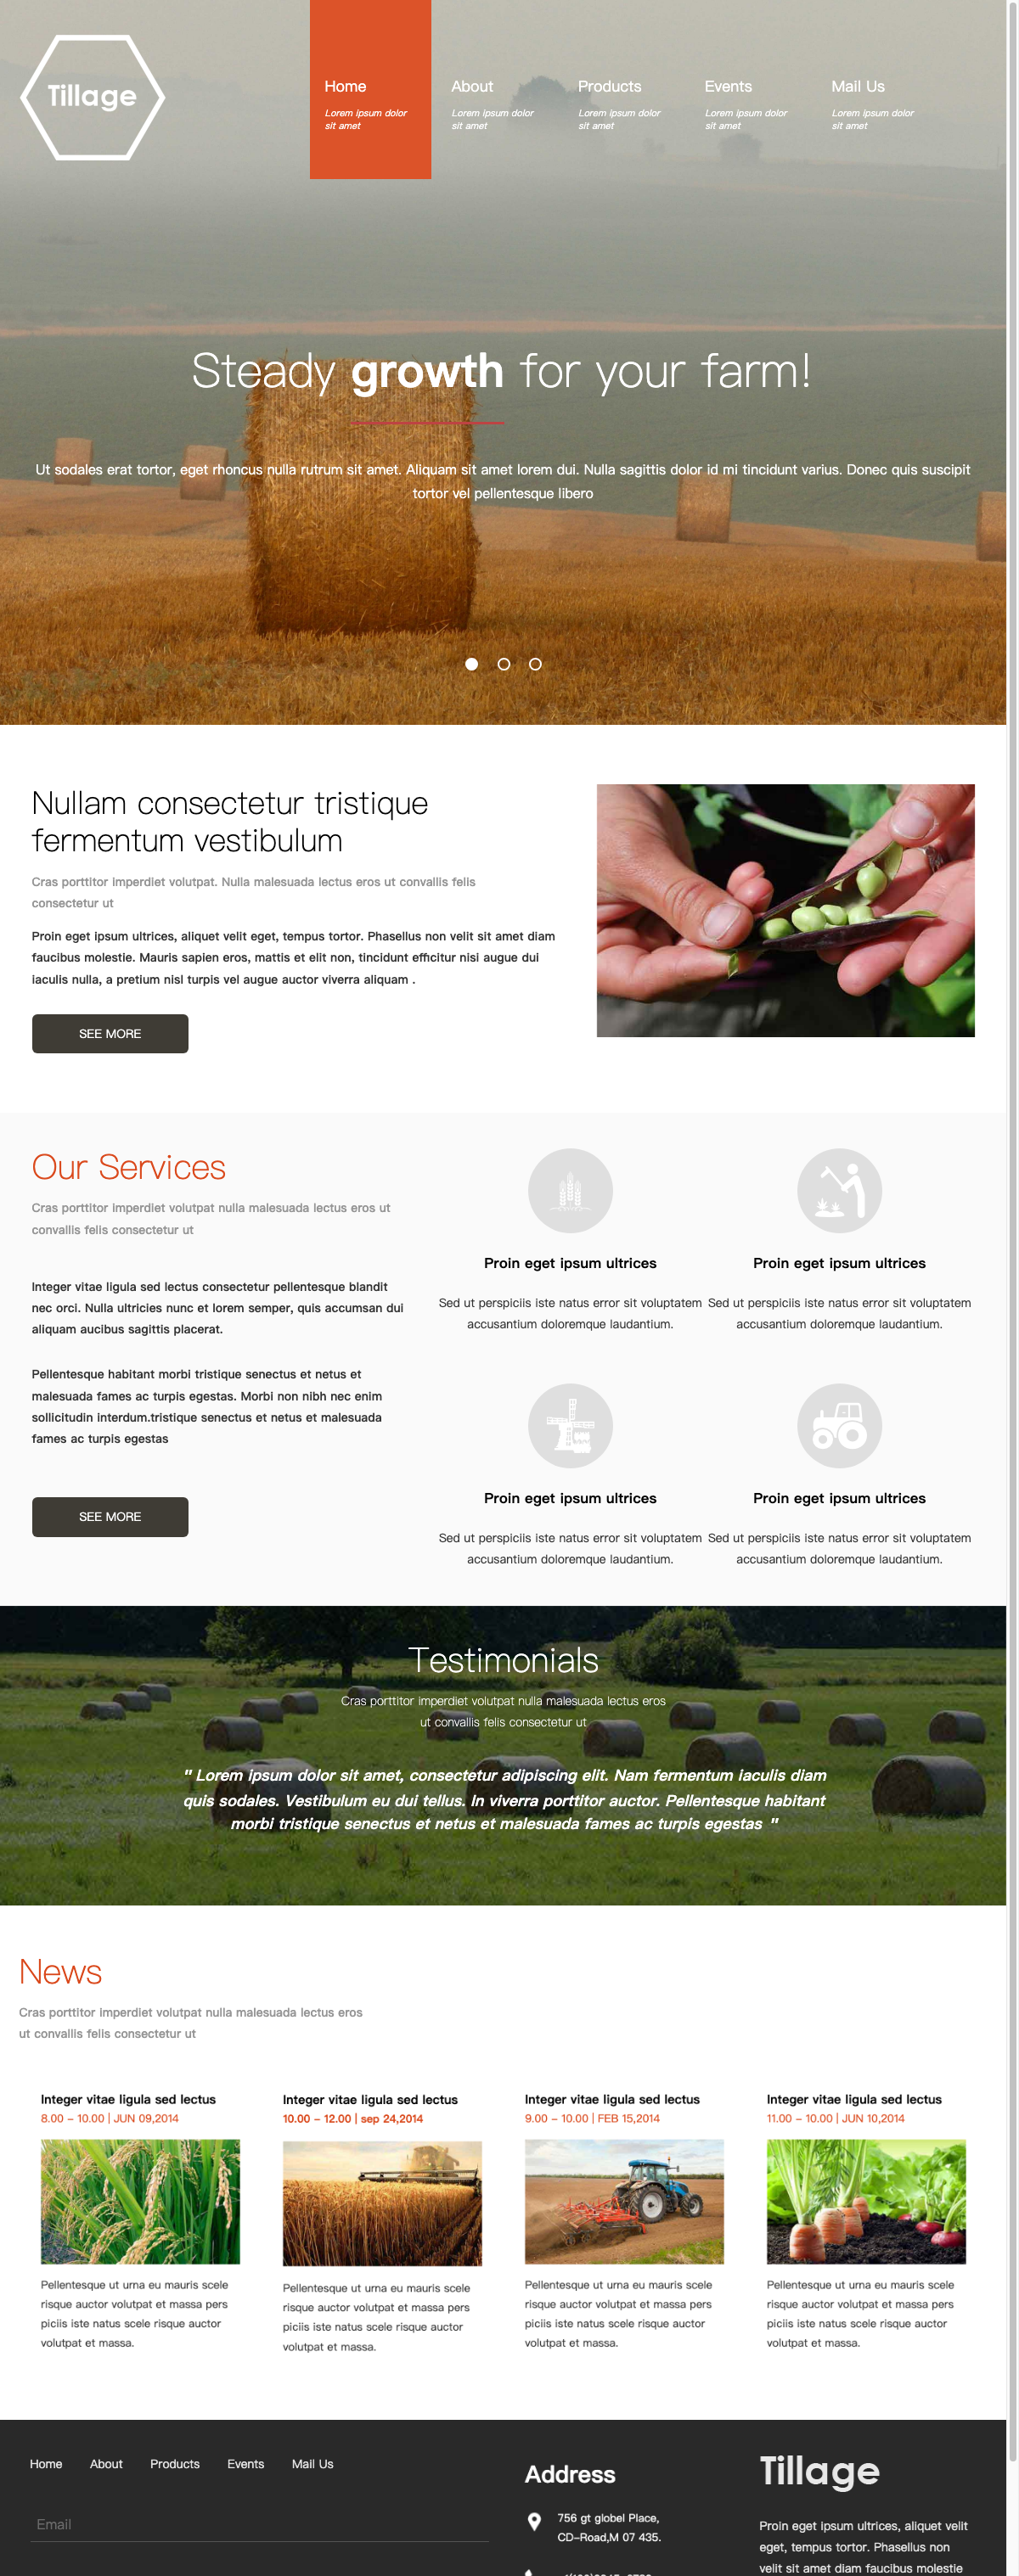 Tillage
Home
Lorem ipsum dolor
sit amet
About
Lorem ipsum dolor
sit amet
Products
Lorem ipsum dolor
sit amet
Events
Lorem ipsum dolor
sit amet
Mail Us
Lorem ipsum dolor
sit amet
Steady growth for your farm!
Ut sodales erat tortor, eget rhoncus nulla rutrum sit amet. Aliquam sit amet lorem dui. Nulla sagittis dolor id mi tincidunt varius. Donec quis suscipit
tortor vel pellentesque libero
Nullam consectetur tristique
fermentum vestibulum
Cras porttitor imperdiet volutpat. Nulla malesuada lectus eros ut convallis felis
consectetur ut
Proin eget ipsum ultrices, aliquet velit eget, tempus tortor. Phasellus non velit sit amet diam
faucibus molestie. Mauris sapien eros, mattis et elit non, tincidunt efficitur nisi augue dui
iaculis nulla, a pretium nisl turpis vel augue auctor viverra aliquam .
SEE MORE
Our Services
Cras porttitor imperdiet volutpat nulla malesuada lectus eros ut
convallis felis consectetur ut
Integer vitae ligula sed lectus consectetur pellentesque blandit
nec orci. Nulla ultricies nunc et lorem semper, quis accumsan dui
aliquam aucibus sagittis placerat.
Pellentesque habitant morbi tristique senectus et netus et
malesuada fames ac turpis egestas. Morbi non nibh nec enim
sollicitudin interdum.tristique senectus et netus et malesuada
fames ac turpis egestas
SEE MORE
Proin eget ipsum ultrices
Sed ut perspiciis iste natus error sit voluptatem
accusantium doloremque laudantium.
Proin eget ipsum ultrices
Sed ut perspiciis iste natus error sit voluptatem
accusantium doloremque laudantium.
Proin eget ipsum ultrices
Sed ut perspiciis iste natus error sit voluptatem
accusantium doloremque laudantium.
Proin eget ipsum ultrices
Sed ut perspiciis iste natus error sit voluptatem
accusantium doloremque laudantium.
Testimonials
Cras porttitor imperdiet volutpat nulla malesuada lectus eros
ut convallis felis consectetur ut
" Lorem ipsum dolor sit amet, consectetur adipiscing elit. Nam fermentum iaculis diam
quis sodales. Vestibulum eu dui tellus. In viverra porttitor auctor. Pellentesque habitant
morbi tristique senectus et netus et malesuada fames ac turpis egestas "
News
Cras porttitor imperdiet volutpat nulla malesuada lectus eros
ut convallis felis consectetur ut
Integer vitae ligula sed lectus
8.00 - 10.00 | JUN 09,2014
Pellentesque ut urna eu mauris scele
risque auctor volutpat et massa pers
piciis iste natus scele risque auctor
volutpat et massa.
Integer vitae ligula sed lectus
10.00 - 12.00 | sep 24,2014
Pellentesque ut urna eu mauris scele
risque auctor volutpat et massa pers
piciis iste natus scele risque auctor
volutpat et massa.
Integer vitae ligula sed lectus
9.00 - 10.00 | FEB 15,2014
Pellentesque ut urna eu mauris scele
risque auctor volutpat et massa pers
piciis iste natus scele risque auctor
volutpat et massa.
Integer vitae ligula sed lectus
11.00 - 10.00 | JUN 10,2014
Pellentesque ut urna eu mauris scele
risque auctor volutpat et massa pers
piciis iste natus scele risque auctor
volutpat et massa.
Home
About
Products
Events
Mail Us
Email
Address
756 gt globel Place,
CD-Road,M 07 435.
Tillage
Proin eget ipsum ultrices, aliquet velit
eget, tempus tortor. Phasellus non
velit sit amet diam faucibus molestie